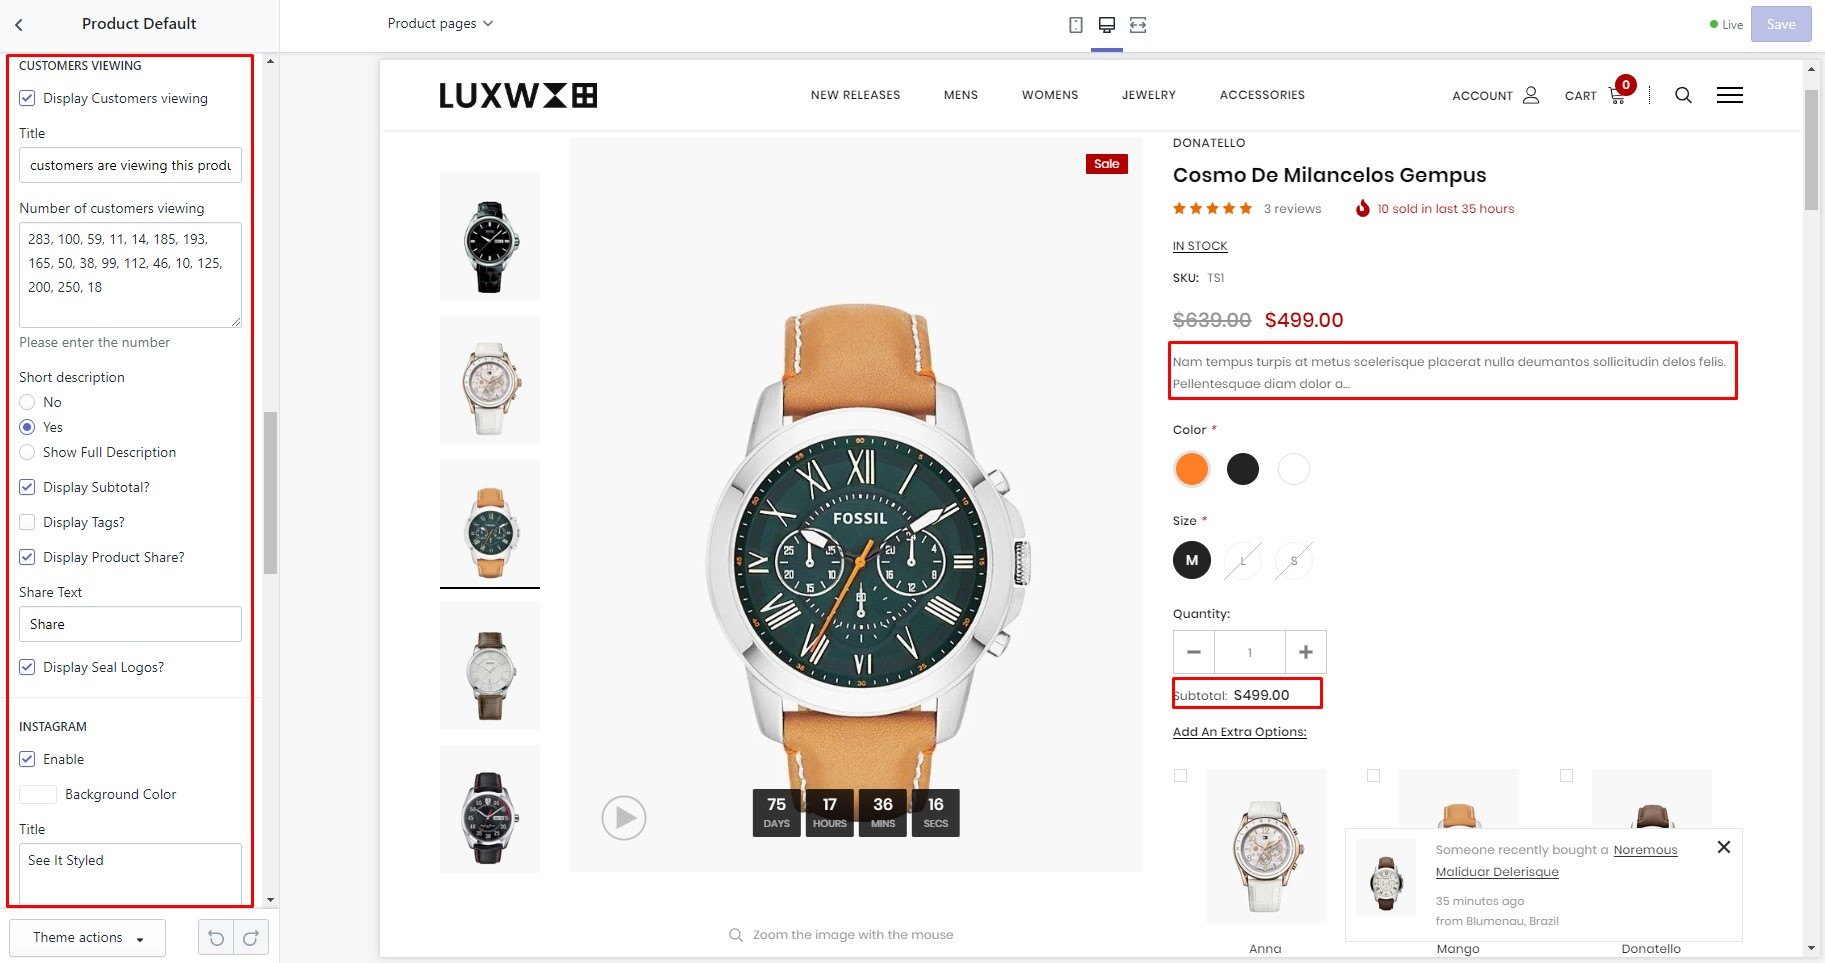 Product Default
Product pages
Live
Save
CUSTOMERS VIEWING
Display Customers viewing
Title
customers are viewing this produ
Number of customers viewing
283, 100, 59, 11, 14, 185, 193,
165, 50, 38, 99, 112, 46, 10, 125,
200, 250, 18
Please enter the number
Short description
No
Yes
Show Full Description
Display Subtotal?
Display Tags?
Display Product Share?
Share Text
Share
Display Seal Logos?
INSTAGRAM
Enable
Background Color
Title
See It Styled
Theme actions
LUXW
NEW RELEASES
MENS
WOMENS
JEWELRY
ACCESSORIES
ACCOUNT
CART
0
Sale
FOSSIL
75
DAYS
17
HOURS
36
MINS
16
SECS
Zoom the image with the mouse
DONATELLO
Cosmo De Milancelos Gempus
3 reviews
10 sold in last 35 hours
IN STOCK
SKU: TS1
$639.00 $499.00
Nam tempus turpis at metus scelerisque placerat nulla deumantos sollicitudin delos felis.
Pellentesquae diam dolor a...
Color *
Size *
M
L
S
Quantity:
1
Subtotal: $499.00
Add An Extra Options:
Someone recently bought a Noremous
Maliduar Delerisque
35 minutes ago
from Blumenau, Brazil
Anna
Mango
Donatello